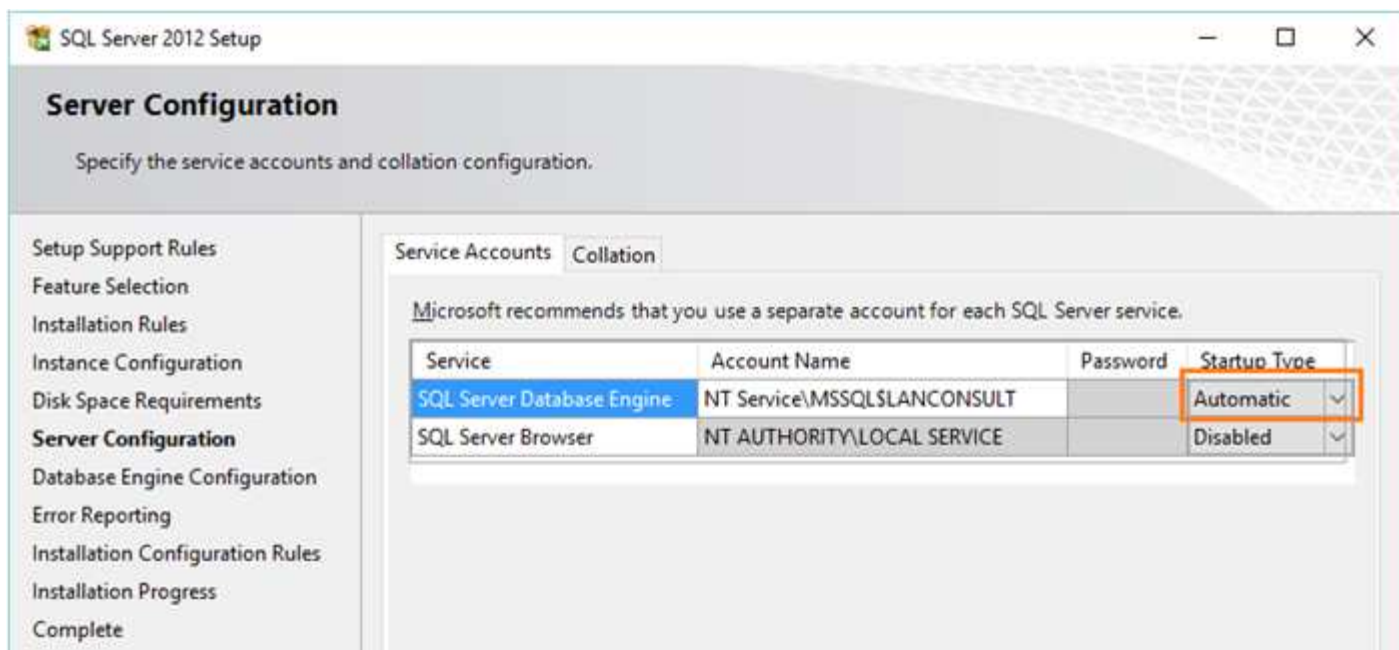 SQL Server 2012 Setup
Server Configuration
Specify the service accounts and collation configuration.
Setup Support Rules
Feature Selection
Installation Rules
Instance Configuration
Disk Space Requirements
Server Configuration
Database Engine Configuration
Error Reporting
Installation Configuration Rules
Installation Progress
Complete
Service Accounts Collation
Microsoft recommends that you use a separate account for each SQL Server service.
Service Account Name Password Startup Type
SQL Server Database Engine NT Service\MSSQL$LANCONSULT Automatic
SQL Server Browser NT AUTHORITY\LOCAL SERVICE Disabled